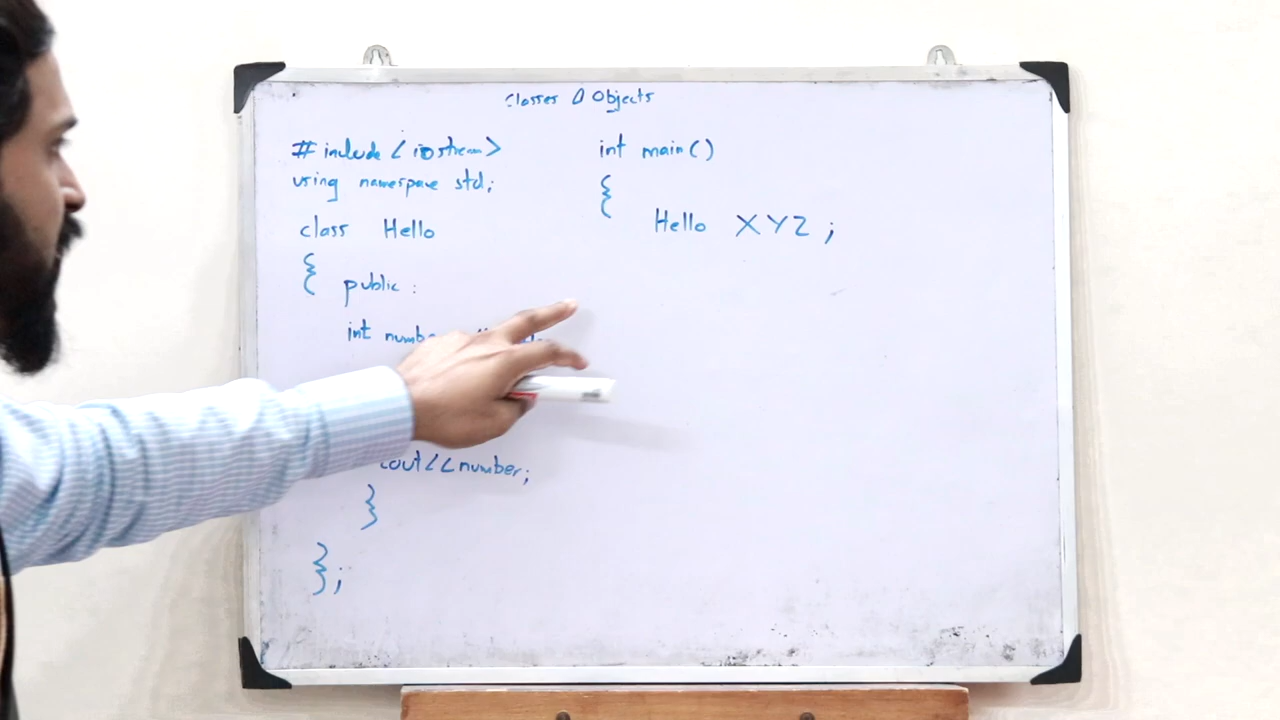 Classes & Objects
# include <iostream>
using namespace std;
class Hello
{
public:
int
cout<<number;
}
};
int main()
{
Hello XYZ;